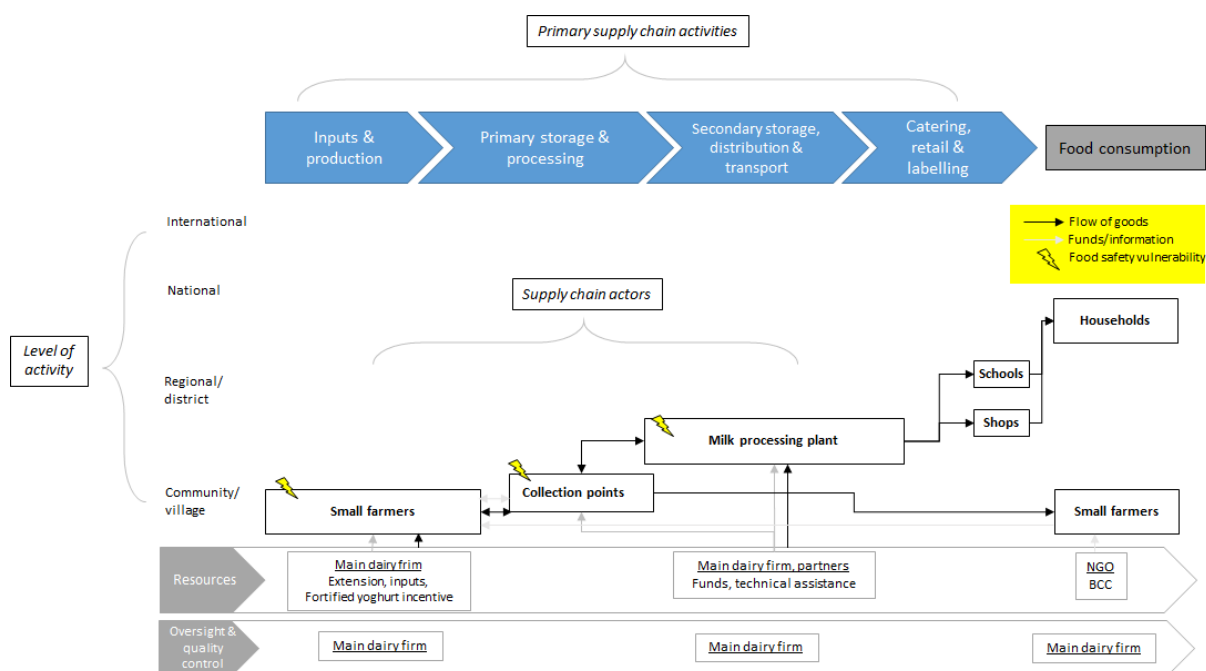 Primary supply chain activities
Inputs &
production
Primary storage &
processing
Secondary storage,
distribution &
transport
Catering,
retail &
labelling
Food consumption
International
Flow of goods
Funds/information
Food safety vulnerability
National
Supply chain actors
Households
Level of
activity
Regional/
district
Schools
Shops
Milk processing plant
Community/
village
Collection points
Small farmers
Small farmers
Resources
Main dairy frim
Extension, inputs,
Fortified yoghurt incentive
Main dairy firm, partners
Funds, technical assistance
NGO
BCC
Oversight &
quality
control
Main dairy firm
Main dairy firm
Main dairy firm